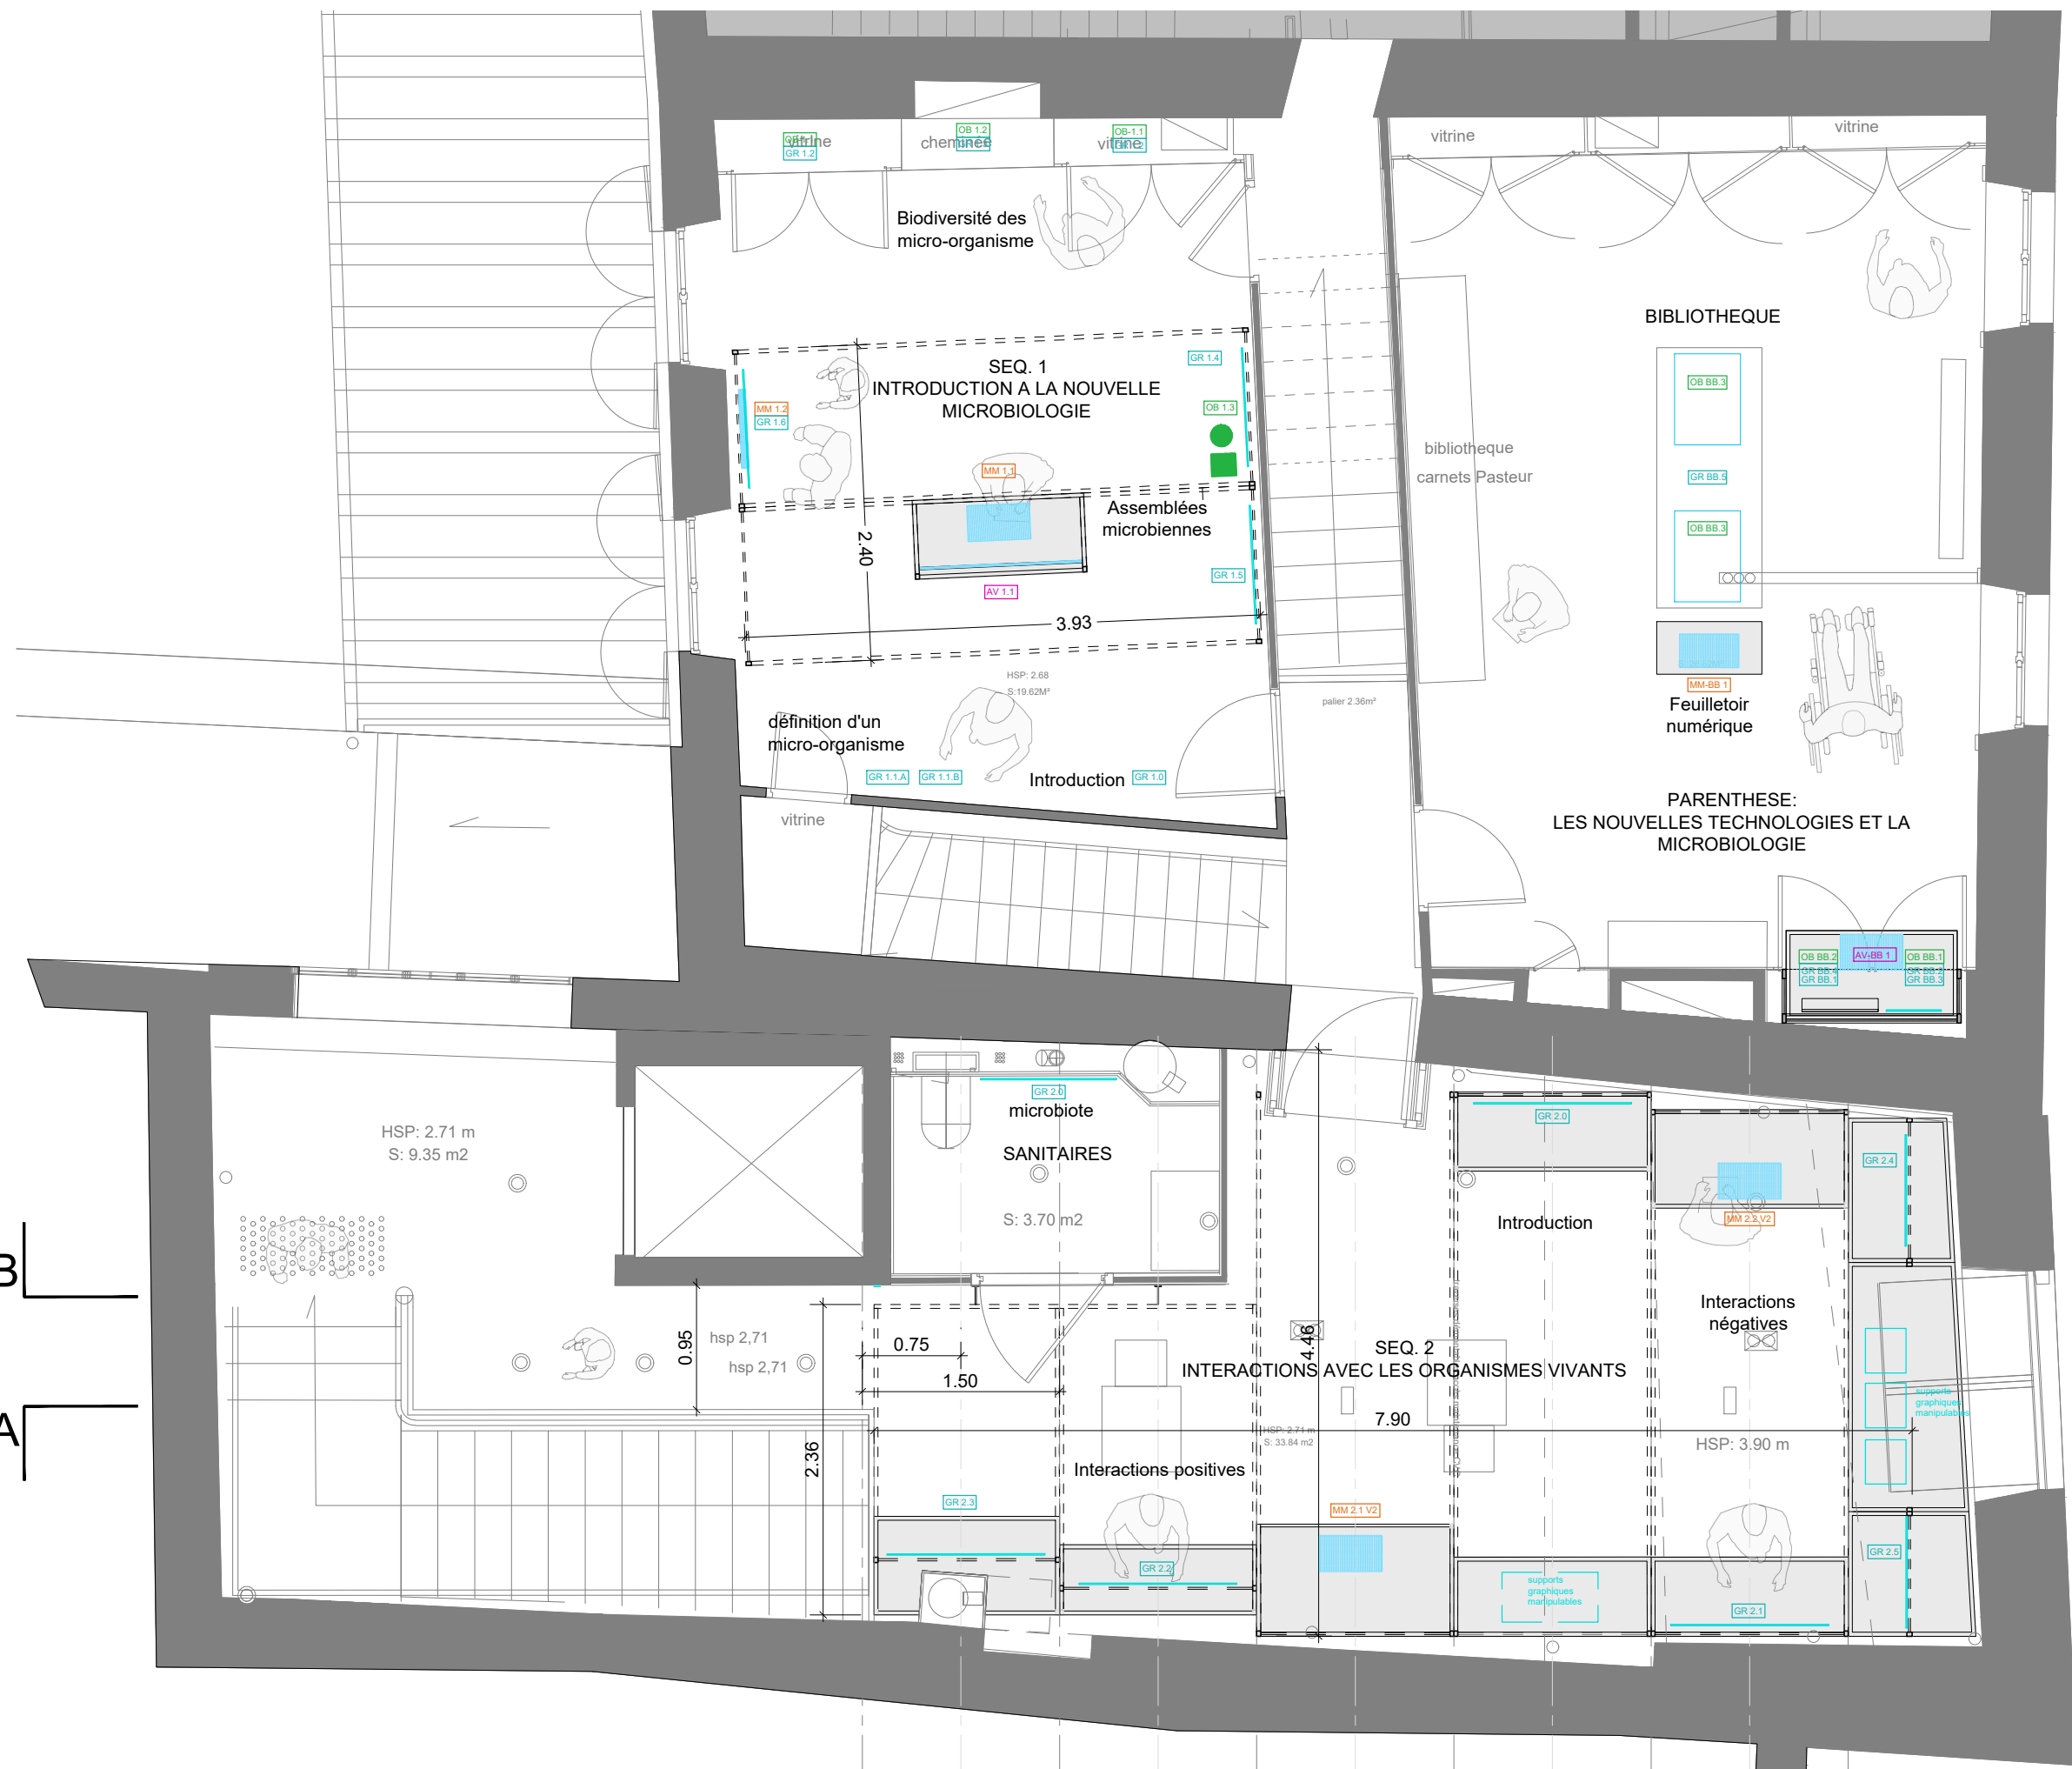 vitrine
GR 1.2
OB 1.2
cheminée
OB-1.1
vitrine
vitrine
vitrine
Biodiversité des
micro-organisme
SEQ. 1
INTRODUCTION A LA NOUVELLE
MICROBIOLOGIE
GR 1.4
MM 1.2
GR 1.6
OB 1.3
MM 1.1
Assemblées
microbiennes
2.40
GR 1.5
AV 1.1
3.93
HSP: 2.68
S:19.62M²
définition d'un
micro-organisme
GR 1.1.A
GR 1.1.B
Introduction
GR 1.0
vitrine
palier 2.36m²
BIBLIOTHEQUE
OB BB.3
bibliotheque
carnets Pasteur
GR BB.5
OB BB.3
MM-BB 1
Feuilletoir
numérique
PARENTHESE:
LES NOUVELLES TECHNOLOGIES ET LA
MICROBIOLOGIE
OB BB.2
AV-BB 1
OB BB.1
GR BB.1
GR BB.3
HSP: 2.71 m
S: 9.35 m2
GR 2.0
microbiote
SANITAIRES
S: 3.70 m2
GR 2.0
Introduction
MM 2.2 V2
GR 2.4
Interactions
négatives
B
A
0.95
hsp 2,71
hsp 2,71
0.75
1.50
2.36
4.46
SEQ. 2
INTERACTIONS AVEC LES ORGANISMES VIVANTS
7.90
HSP: 2.71 m
S: 33.84 m2
HSP: 3.90 m
supports
graphiques
manipulables
Interactions positives
GR 2.3
GR 2.2
MM 2.1 V2
supports
graphiques
manipulables
GR 2.1
GR 2.5